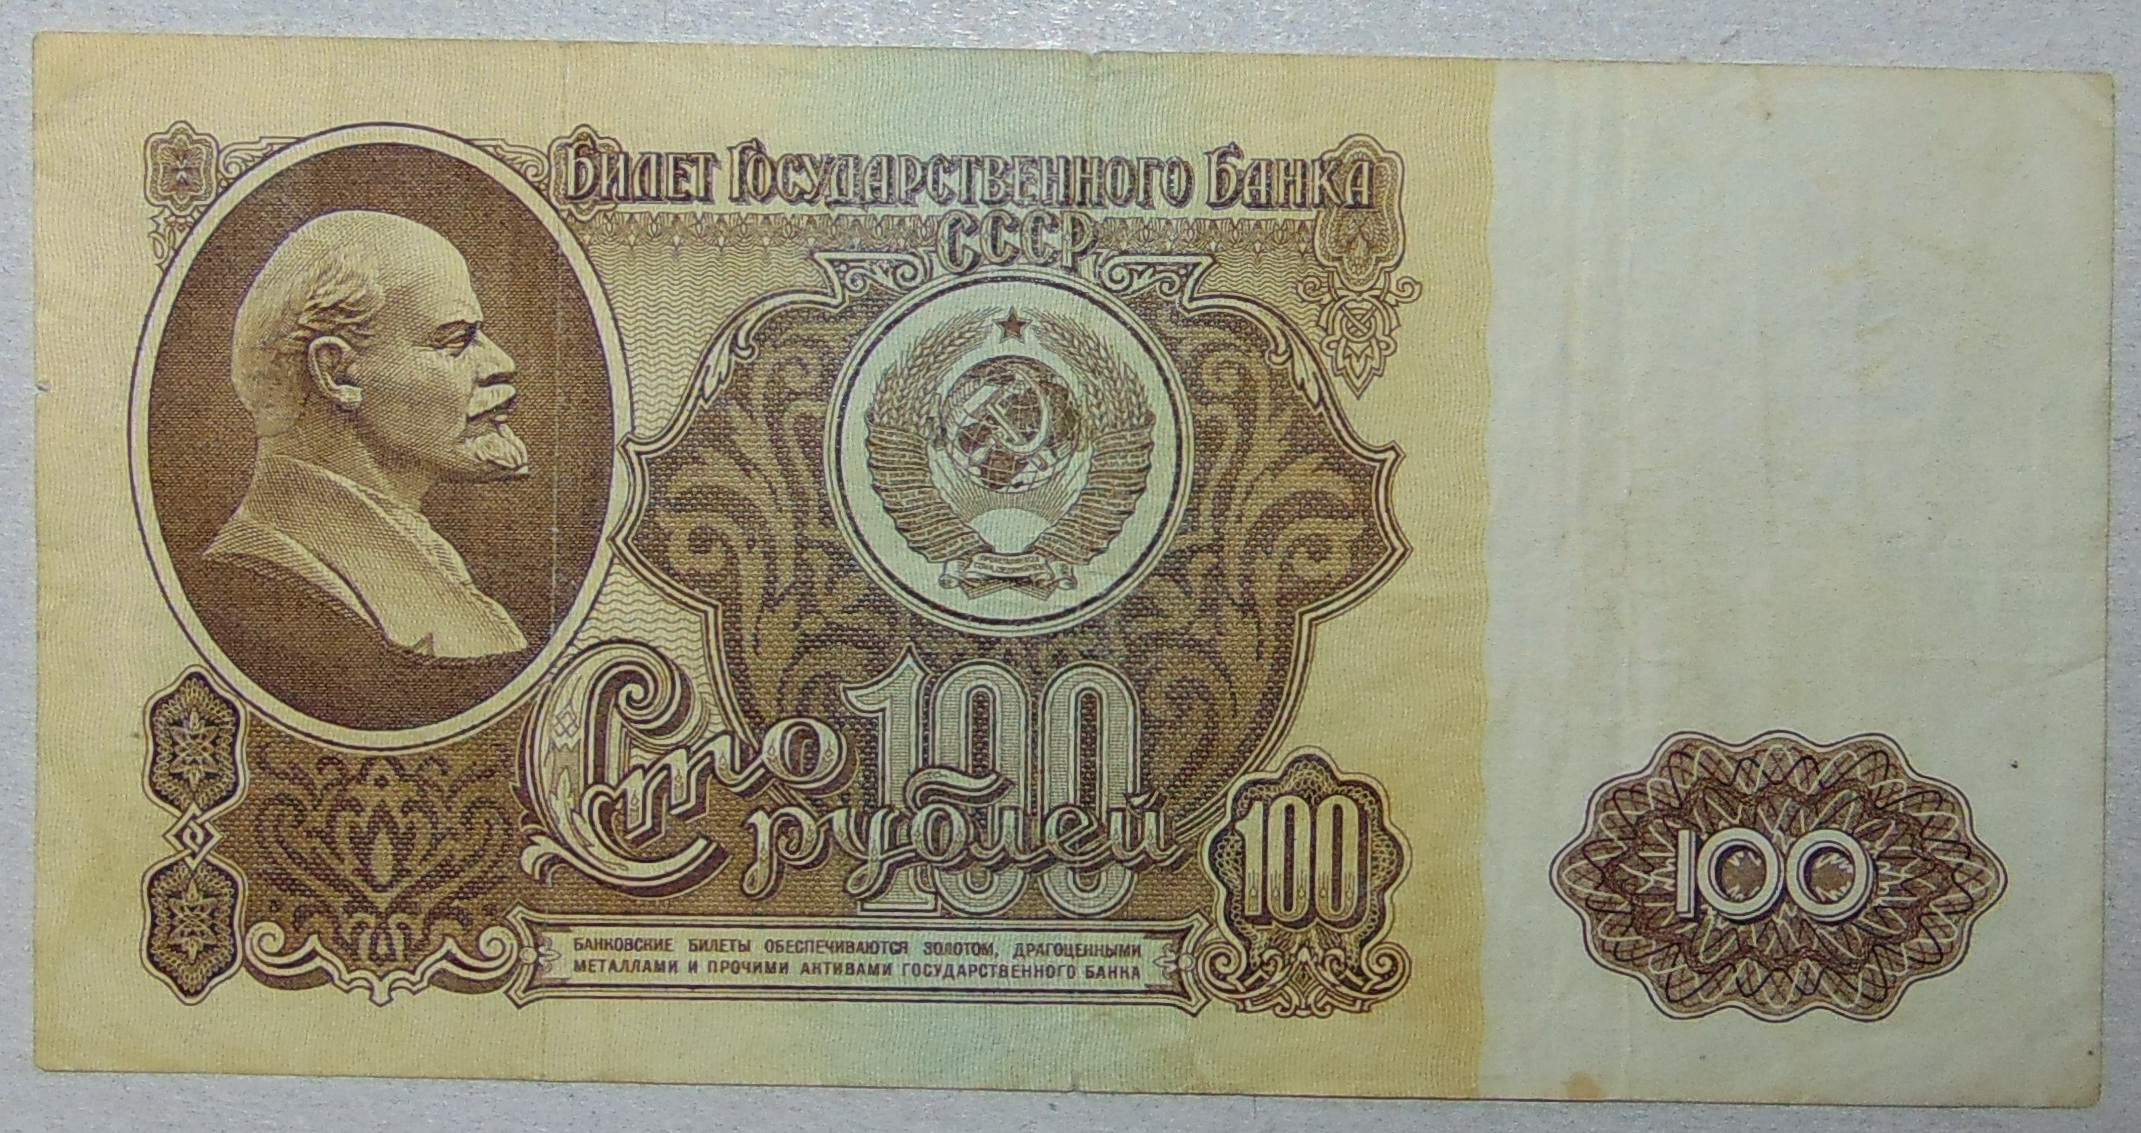 Билет Государственного Банка
СССР
100
Сто
рублей
100
100
БАНКОВСКИЕ БИЛЕТЫ ОБЕСПЕЧИВАЮТСЯ ЗОЛОТОМ, ДРАГОЦЕННЫМИ
МЕТАЛЛАМИ И ПРОЧИМИ АКТИВАМИ ГОСУДАРСТВЕННОГО БАНКА